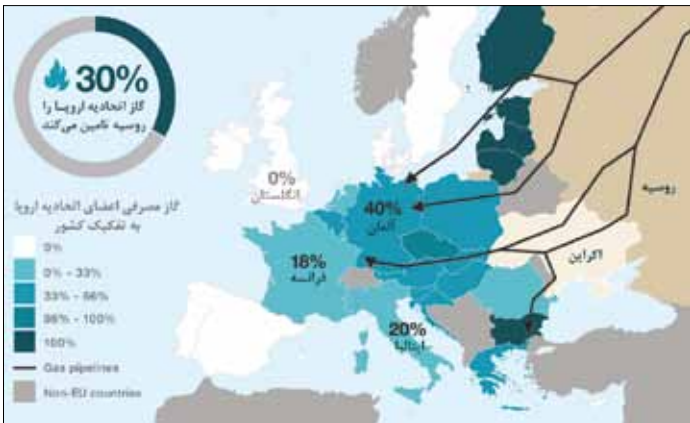 30%
گاز اتحادیه اروپا را
روسیه تامین می‌کند
گاز مصرفی اعضای اتحادیه اروپا
به تفکیک کشور
0%
0% - 33%
33% - 66%
66% - 100%
100%
Gas pipelines
Non-EU countries
0%
انگلستان
40%
آلمان
18%
فرانسه
20%
ایتالیا
روسیه
اکراین